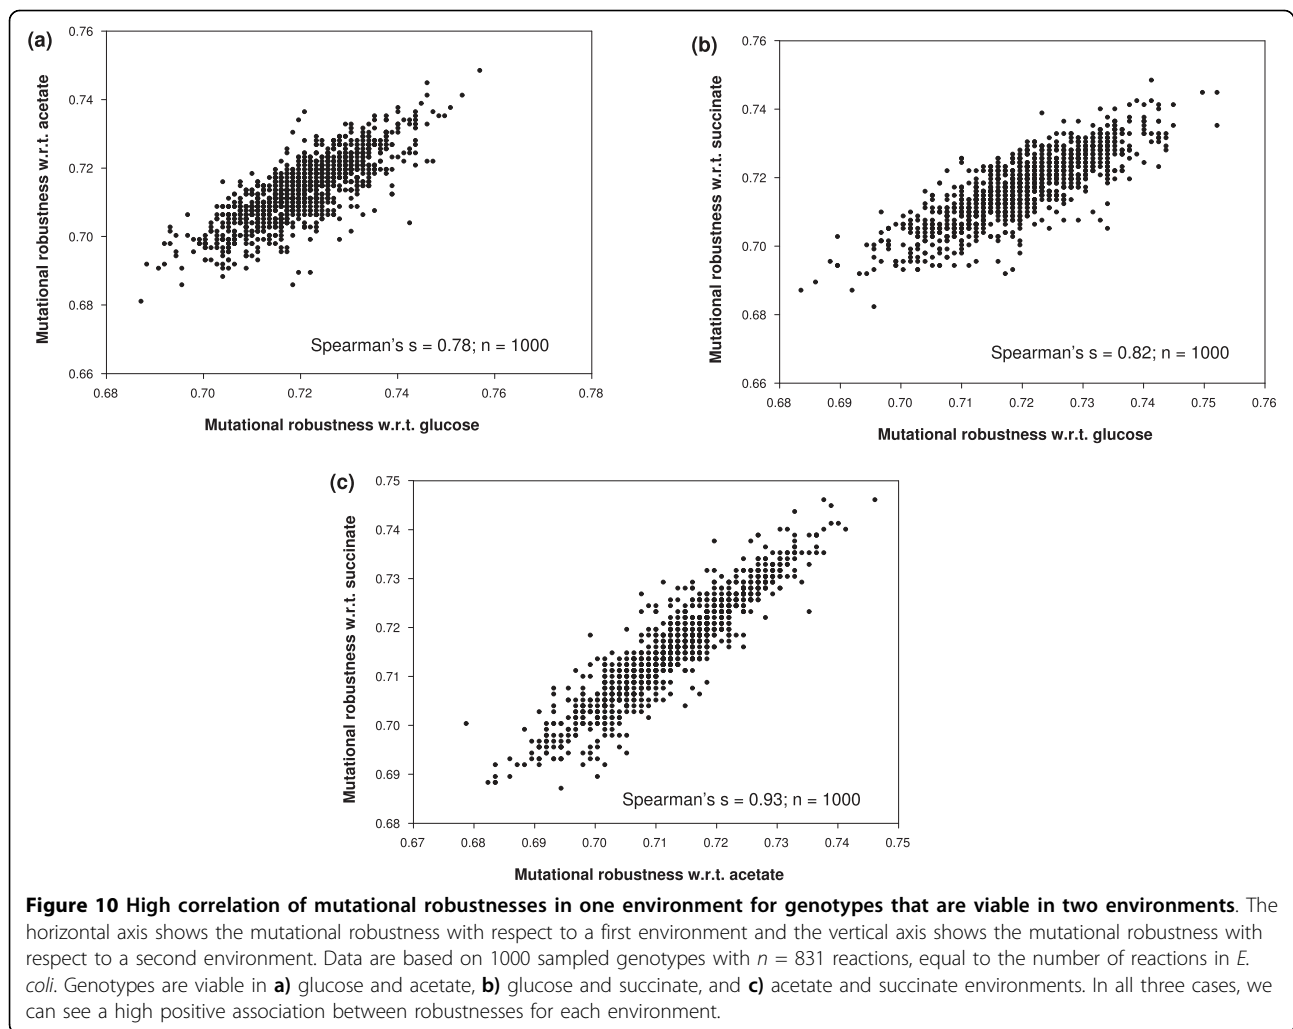 (a)
0.76
0.74
0.72
0.70
0.68
0.66
Mutational robustness w.r.t. acetate
Spearman's s = 0.78; n = 1000
0.68 0.70 0.72 0.74 0.76 0.78
Mutational robustness w.r.t. glucose
(b)
0.76
0.74
0.72
0.70
0.68
0.66
Mutational robustness w.r.t. succinate
Spearman's s = 0.82; n = 1000
0.68 0.69 0.70 0.71 0.72 0.73 0.74 0.75 0.76
Mutational robustness w.r.t. glucose
(c)
0.75
0.74
0.73
0.72
0.71
0.70
0.69
0.68
Mutational robustness w.r.t. succinate
Spearman's s = 0.93; n = 1000
0.67 0.68 0.69 0.70 0.71 0.72 0.73 0.74 0.75
Mutational robustness w.r.t. acetate
Figure 10 High correlation of mutational robustnesses in one environment for genotypes that are viable in two environments. The
horizontal axis shows the mutational robustness with respect to a first environment and the vertical axis shows the mutational robustness with
respect to a second environment. Data are based on 1000 sampled genotypes with n = 831 reactions, equal to the number of reactions in E.
coli. Genotypes are viable in a) glucose and acetate, b) glucose and succinate, and c) acetate and succinate environments. In all three cases, we
can see a high positive association between robustnesses for each environment.